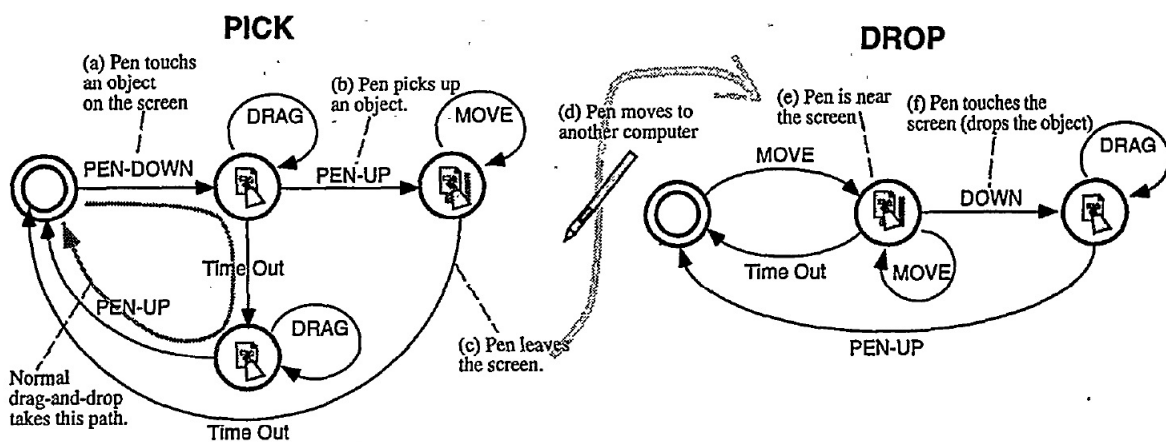 PICK
(a) Pen touchs
an object
on the screen
(b) Pen picks up
an object.
DRAG
MOVE
PEN-DOWN
PEN-UP
Time Out
PEN-UP
DRAG
(c) Pen leaves
the screen.
Normal
drag-and-drop
takes this path.
Time Out
(d) Pen moves to
another computer
DROP
(e) Pen is near
the screen
(f) Pen touches the
screen (drops the object)
MOVE
DRAG
DOWN
Time Out
MOVE
PEN-UP